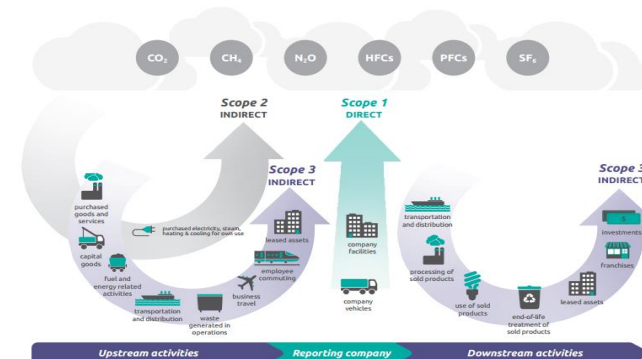 CO₂
CH₄
N₂O
HFCs
PFCs
SF₆
Scope 2
INDIRECT
Scope 1
DIRECT
Scope 3
INDIRECT
Scope 3
INDIRECT
purchased
goods and
services
capital
goods
fuel and
energy related
activities
transportation
and distribution
waste
generated in
operations
business
travel
employee
commuting
leased assets
purchased electricity, steam,
heating & cooling for own use
company
facilities
company
vehicles
transportation
and distribution
processing of
sold products
use of sold
products
end-of-life
treatment of
sold products
leased assets
franchises
investments
$
Upstream activities
Reporting company
Downstream activities